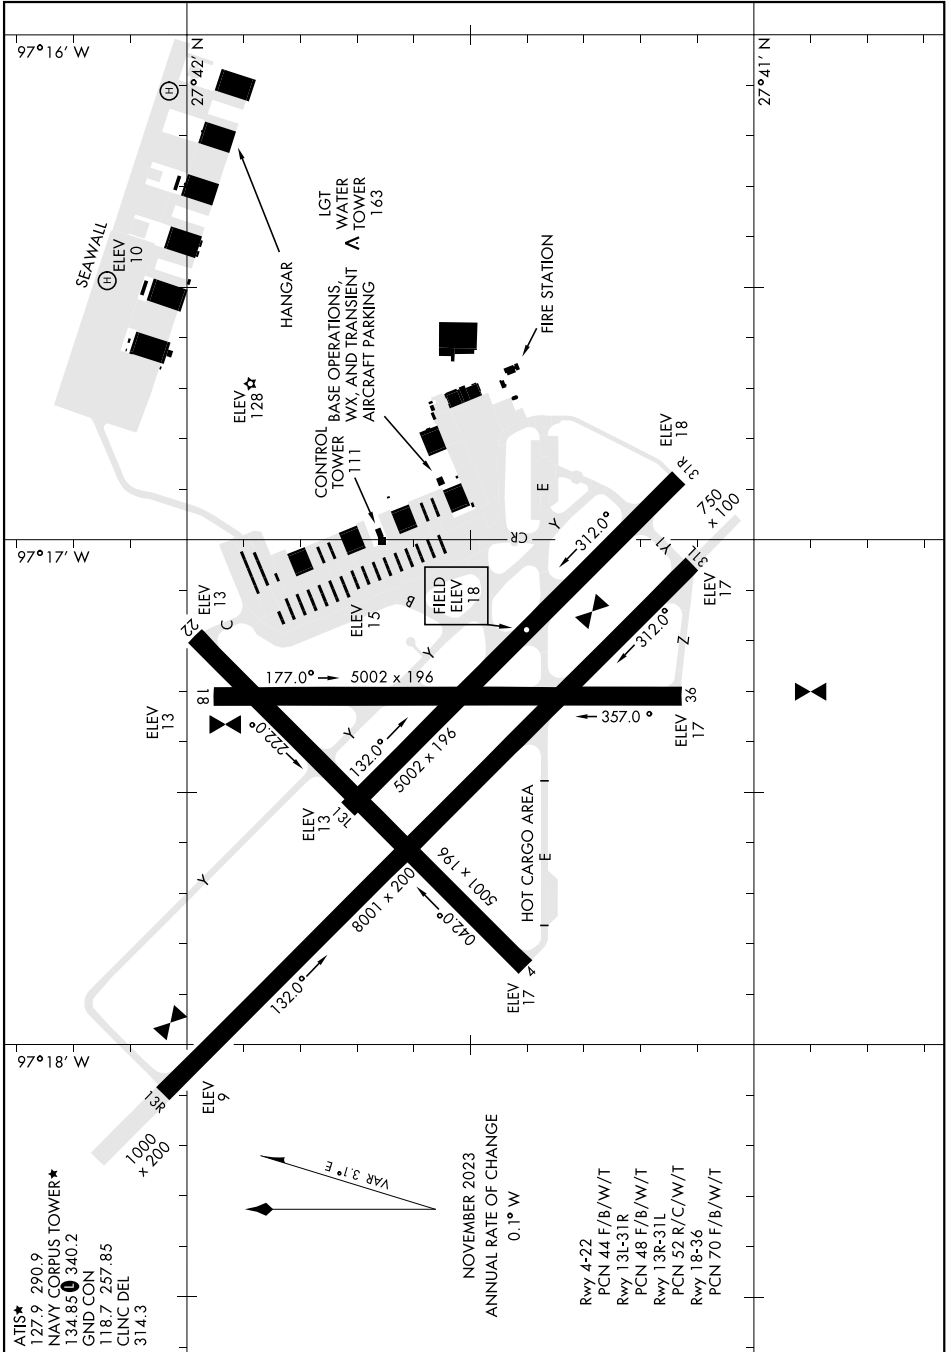 97°16' W
27°42' N
27°41' N
H
LGT
WATER
TOWER
163
SEAWALL
H
ELEV
10
HANGAR
FIRE STATION
BASE OPERATIONS,
WX, AND TRANSIENT
AIRCRAFT PARKING
ELEV
128
CONTROL
TOWER
111
ELEV
18
31R
750
x 100
E
Y
CR
312.0°
Y1
97°17' W
31L
ELEV
17
ELEV
13
22
C
B
ELEV
15
FIELD
ELEV
18
Y
312.0°
Z
177.0°
5002 x 196
18
36
ELEV
13
222.0°
Y
132.0°
5002 x 196
357.0 °
ELEV
17
ELEV
13
13L
HOT CARGO AREA
E
Y
8001 x 200
5001 x 196
042.0°
132.0°
4
ELEV
17
97°18' W
13R
ELEV
9
1000
x 200
VAR 3.1° E
NOVEMBER 2023
ANNUAL RATE OF CHANGE
0.1° W
Rwy 4-22
PCN 44 F/B/W/T
Rwy 13L-31R
PCN 48 F/B/W/T
Rwy 13R-31L
PCN 52 R/C/W/T
Rwy 18-36
PCN 70 F/B/W/T
ATIS★
127.9 290.9
NAVY CORPUS TOWER★
134.85 L 340.2
GND CON
118.7 257.85
CLNC DEL
314.3